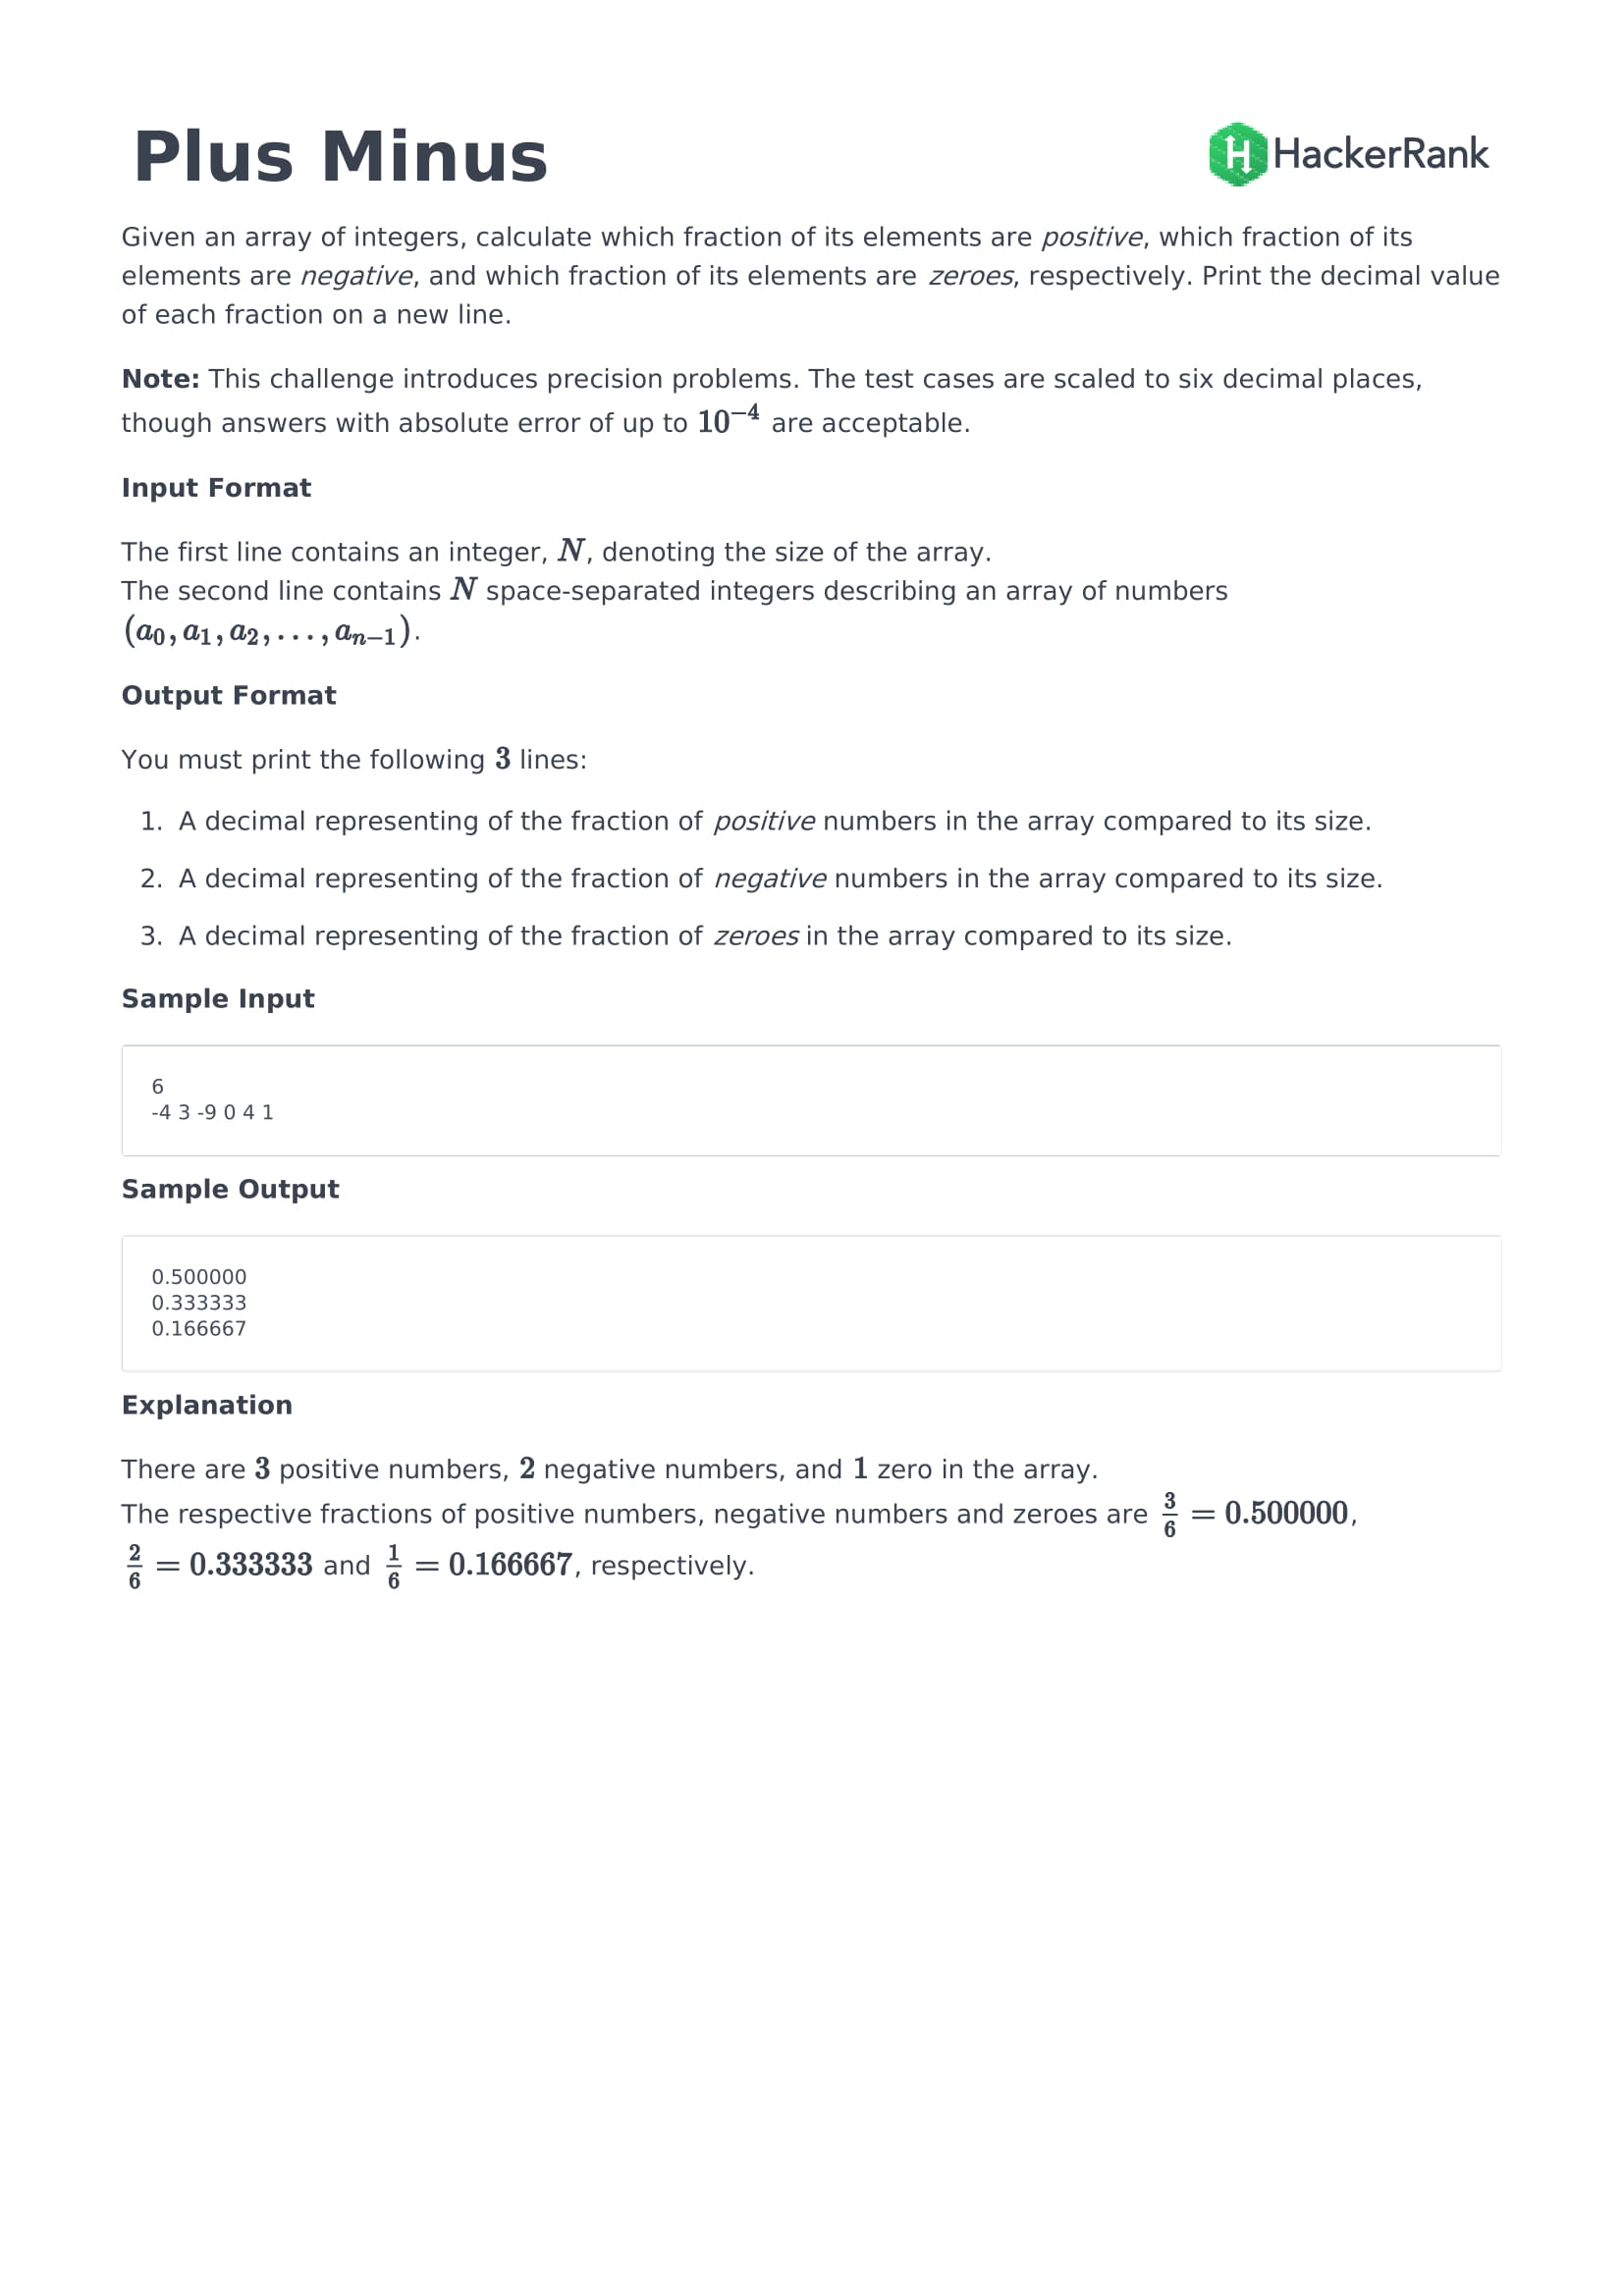 Plus Minus
HackerRank
Given an array of integers, calculate which fraction of its elements are positive, which fraction of its
elements are negative, and which fraction of its elements are zeroes, respectively. Print the decimal value
of each fraction on a new line.
Note: This challenge introduces precision problems. The test cases are scaled to six decimal places,
though answers with absolute error of up to 10⁻⁴ are acceptable.
Input Format
The first line contains an integer, N, denoting the size of the array.
The second line contains N space-separated integers describing an array of numbers
(a₀, a₁, a₂, . . . , aₙ₋₁).
Output Format
You must print the following 3 lines:
1. A decimal representing of the fraction of positive numbers in the array compared to its size.
2. A decimal representing of the fraction of negative numbers in the array compared to its size.
3. A decimal representing of the fraction of zeroes in the array compared to its size.
Sample Input
6
-4 3 -9 0 4 1
Sample Output
0.500000
0.333333
0.166667
Explanation
There are 3 positive numbers, 2 negative numbers, and 1 zero in the array.
The respective fractions of positive numbers, negative numbers and zeroes are 3/6 = 0.500000,
2/6 = 0.333333 and 1/6 = 0.166667, respectively.